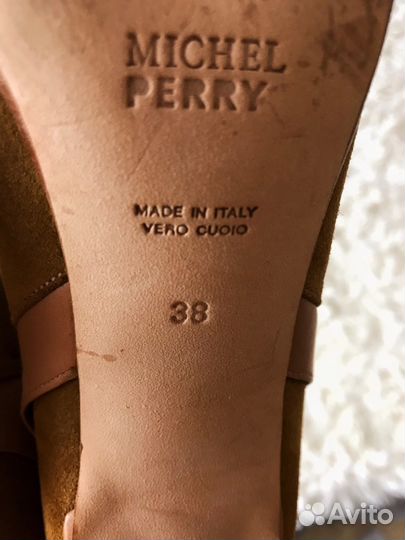 MICHEL
PERRY
MADE IN ITALY
VERO CUOIO
38
Avito